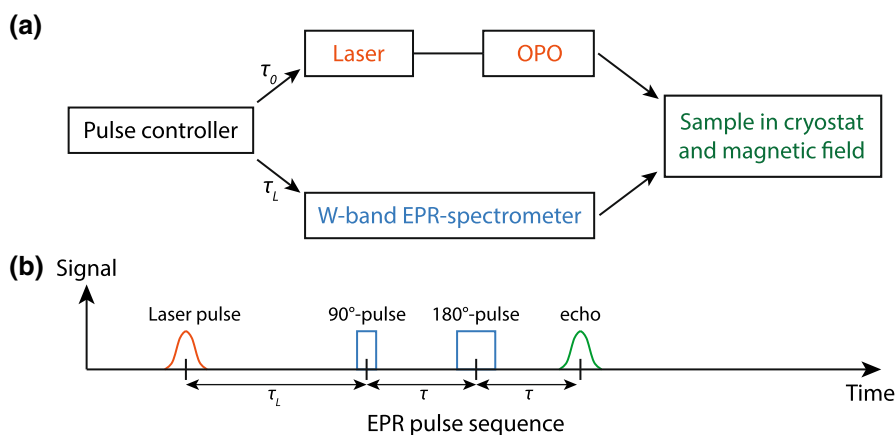 (a)
Laser
OPO
τ₀
Pulse controller
Sample in cryostat
and magnetic field
τL
W-band EPR-spectrometer
(b)
Signal
Laser pulse
90°-pulse
180°-pulse
echo
τL
τ
τ
Time
EPR pulse sequence